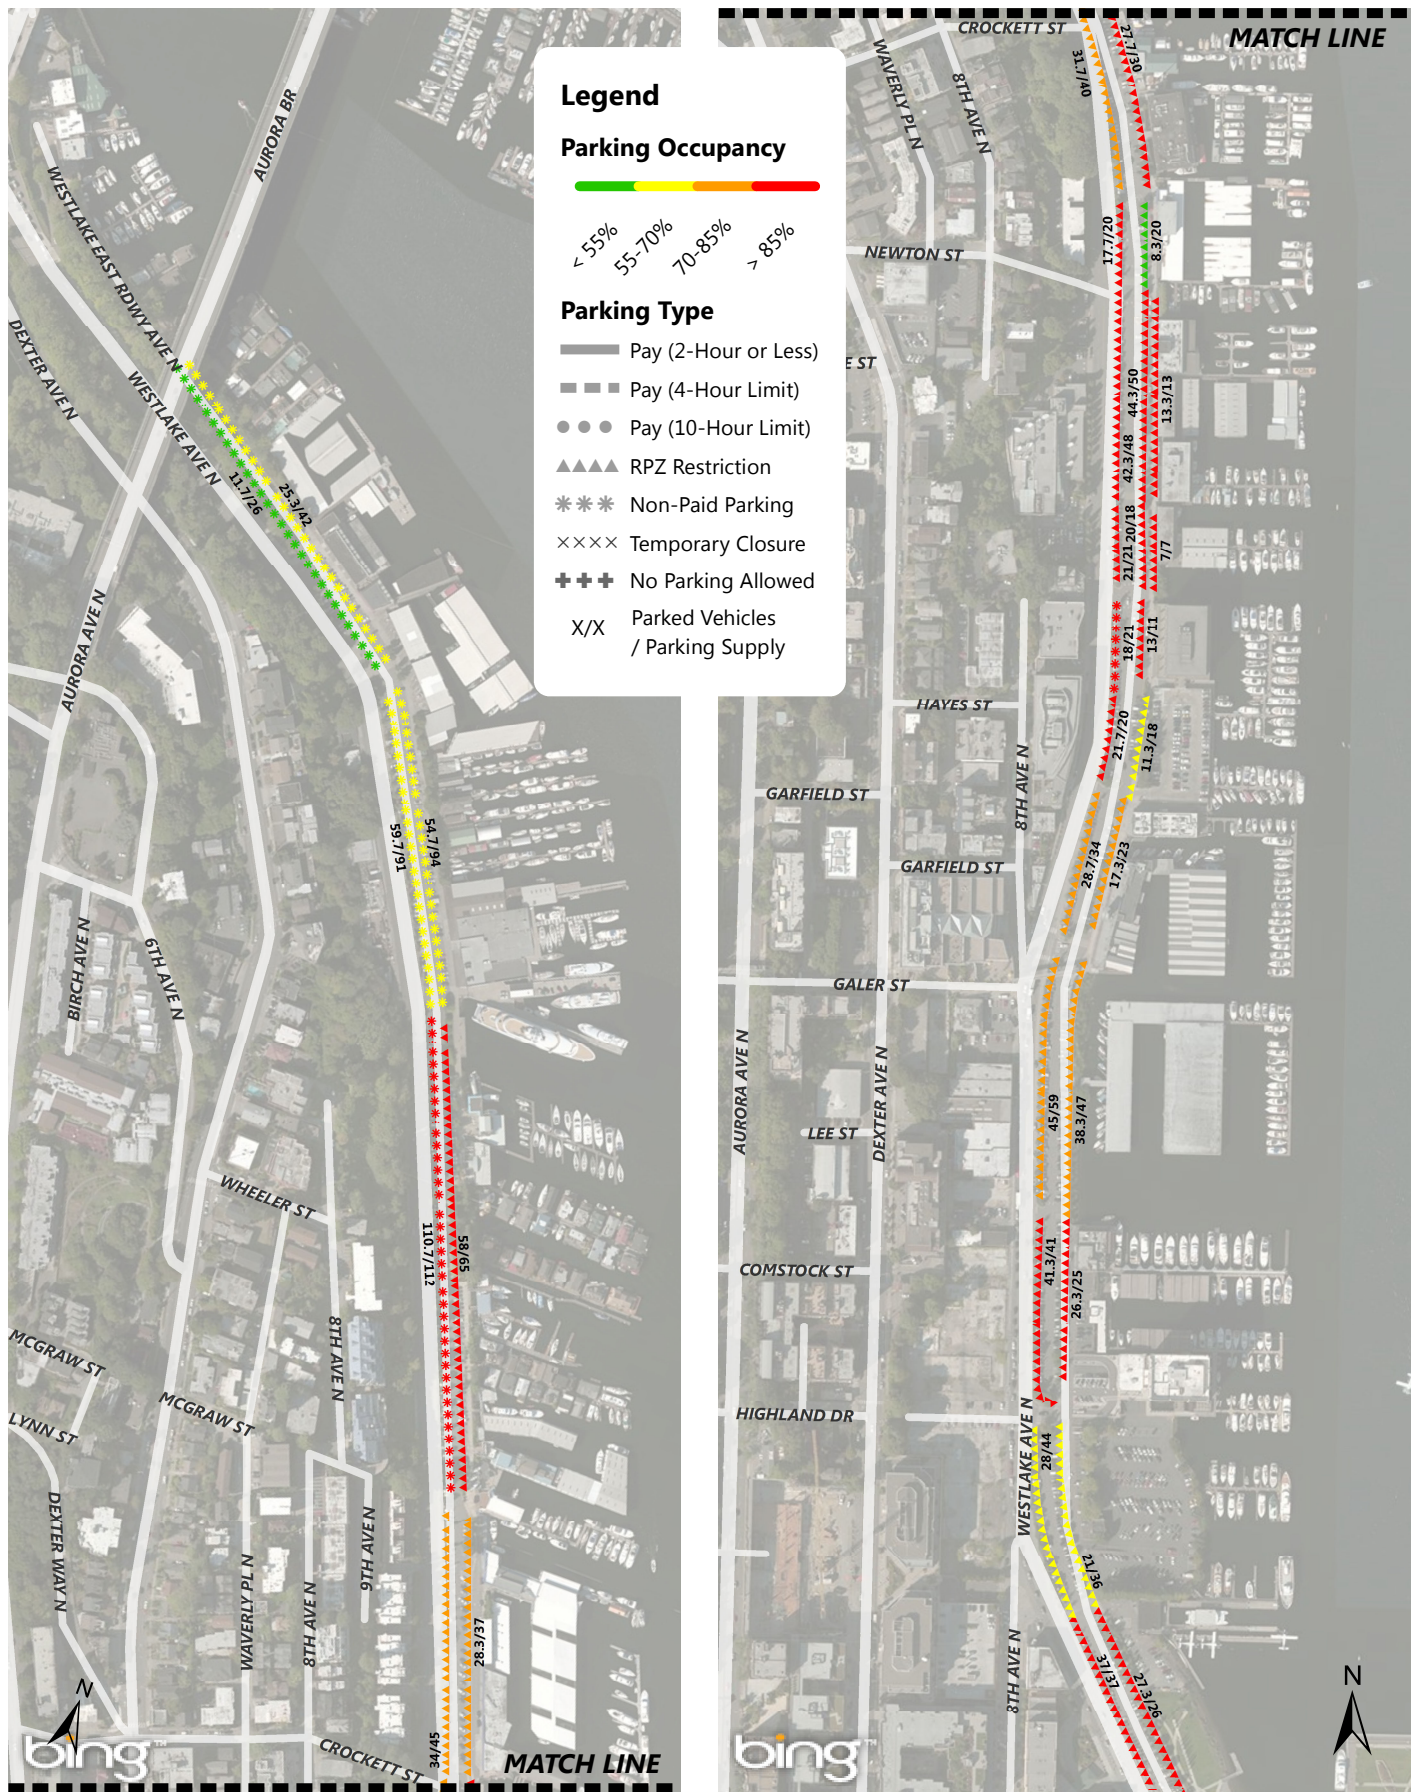 AURORA BR
WESTLAKE EAST RDWY AVE N
DEXTER AVE N
WESTLAKE AVE N
11.7/26
25.3/42
AURORA AVE N
59.7/91
54.7/94
BIRCH AVE N
6TH AVE N
WHEELER ST
110.7/112
58/65
8TH AVE N
MCGRAW ST
MCGRAW ST
LYNN ST
DEXTER WAY N
WAVERLY PL N
8TH AVE N
9TH AVE N
28.3/37
34/45
CROCKETT ST
N
bing™
MATCH LINE
Legend
Parking Occupancy
< 55%
55-70%
70-85%
> 85%
Parking Type
Pay (2-Hour or Less)
Pay (4-Hour Limit)
Pay (10-Hour Limit)
RPZ Restriction
Non-Paid Parking
Temporary Closure
No Parking Allowed
X/X
Parked Vehicles
/ Parking Supply
MATCH LINE
CROCKETT ST
WAVERLY PL N
8TH AVE N
31.7/40
27.7/30
NEWTON ST
17.7/20
8.3/20
E ST
44.3/50
13.3/13
42.3/48
20/18
21/21
7/7
18/21
13/11
HAYES ST
21.7/20
11.3/18
8TH AVE N
GARFIELD ST
GARFIELD ST
28.7/34
17.3/23
GALER ST
AURORA AVE N
DEXTER AVE N
LEE ST
45/59
38.3/47
COMSTOCK ST
41.3/41
26.3/25
HIGHLAND DR
WESTLAKE AVE N
28/44
21/36
8TH AVE N
37/37
27.3/26
N
bing™